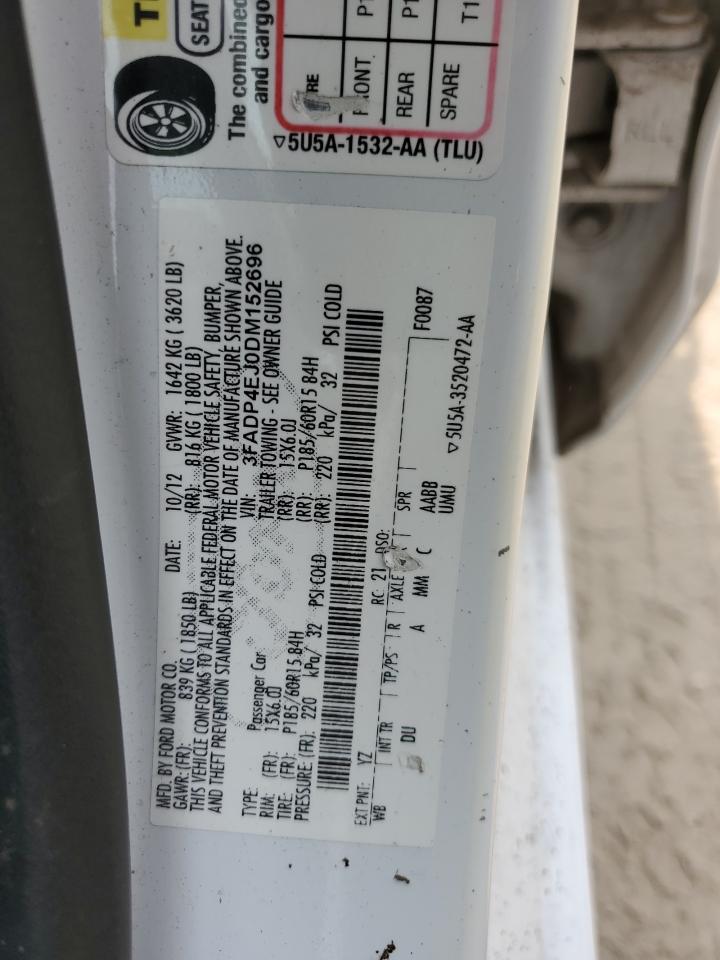 SEAT
The combined
and cargo
FRONT P1
REAR P1
SPARE T1
▽5U5A-1532-AA (TLU)
MFD. BY FORD MOTOR CO.
DATE: 10/12 GVWR: 1642 KG ( 3620 LB)
GAWR: (FR): 839 KG ( 1850 LB) (RR): 816 KG ( 1800 LB)
THIS VEHICLE CONFORMS TO ALL APPLICABLE FEDERAL MOTOR VEHICLE SAFETY, BUMPER,
AND THEFT PREVENTION STANDARDS IN EFFECT ON THE DATE OF MANUFACTURE SHOWN ABOVE.
VIN: 3FADP4EJ0DM152696
TYPE: Passenger Car TRAILER TOWING - SEE OWNER GUIDE
RIM: (FR): 15X6.0J (RR): 15X6.0J
TIRE: (FR): P185/60R15 84H (RR): P185/60R15 84H
PRESSURE: (FR): 220 kPa/ 32 PSI COLD (RR): 220 kPa/ 32 PSI COLD
EXT PNT: YZ RC: 21 DSO: F0087
WB INT TR TP/PS R AXLE SPR
DU A MM C AABB
UMU
▽5U5A-3520472-AA